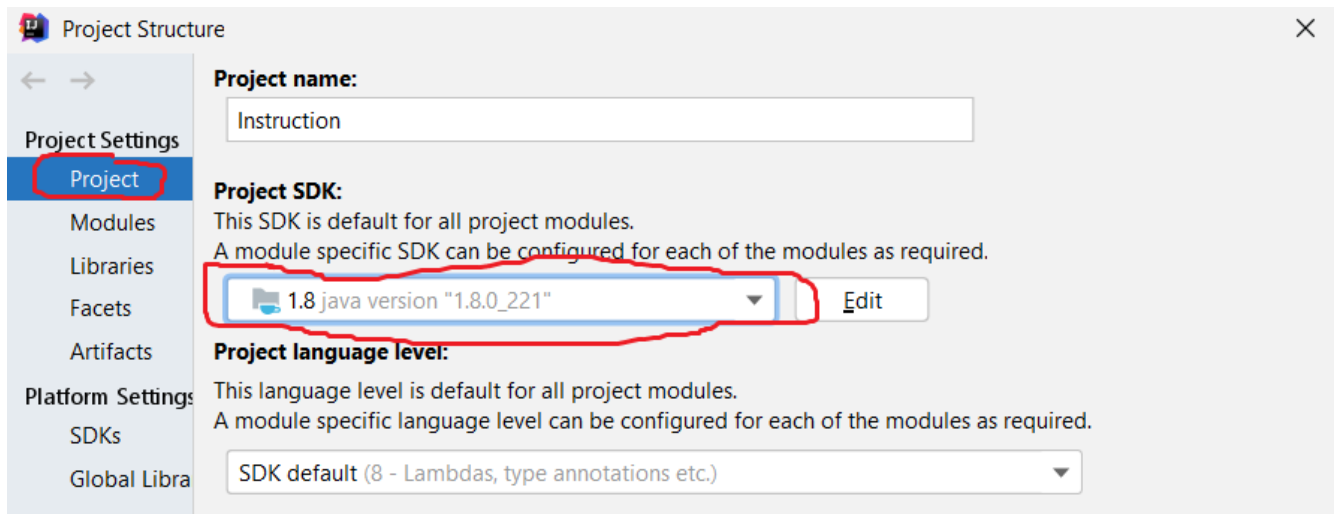 Project Structure
Project name:
Instruction
Project Settings
Project
Modules
Libraries
Facets
Artifacts
Platform Settings
SDKs
Global Libra
Project SDK:
This SDK is default for all project modules.
A module specific SDK can be configured for each of the modules as required.
1.8 java version "1.8.0_221"
Edit
Project language level:
This language level is default for all project modules.
A module specific language level can be configured for each of the modules as required.
SDK default (8 - Lambdas, type annotations etc.)